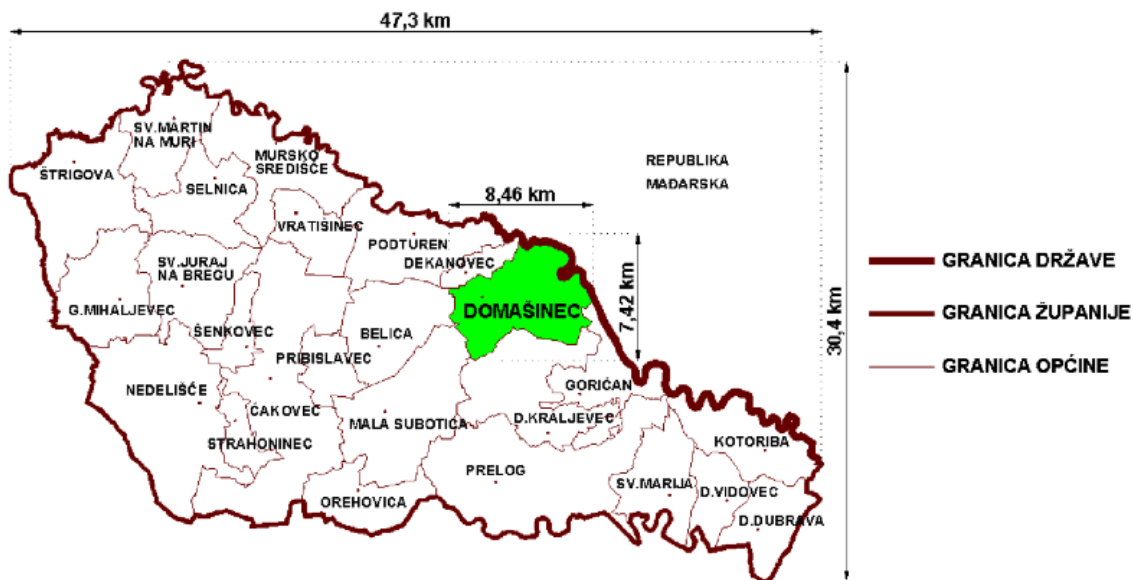 47,3 km
SV.MARTIN
NA MURI
MURSKO
SREDIŠĆE
REPUBLIKA
MAĐARSKA
ŠTRIGOVA
SELNICA
8,46 km
VRATIŠINEC
PODTUREN
DEKANOVEC
SV.JURAJ
NA BREGU
7,42 km
30,4 km
GRANICA DRŽAVE
G.MIHALJEVEC
DOMAŠINEC
GRANICA ŽUPANIJE
ŠENKOVEC
BELICA
PRIBISLAVEC
GRANICA OPĆINE
NEDELIŠĆE
GORIČAN
ČAKOVEC
MALA SUBOTICA
D.KRALJEVEC
STRAHONINEC
KOTORIBA
PRELOG
SV.MARIJA
D.VIDOVEC
OREHOVICA
D.DUBRAVA